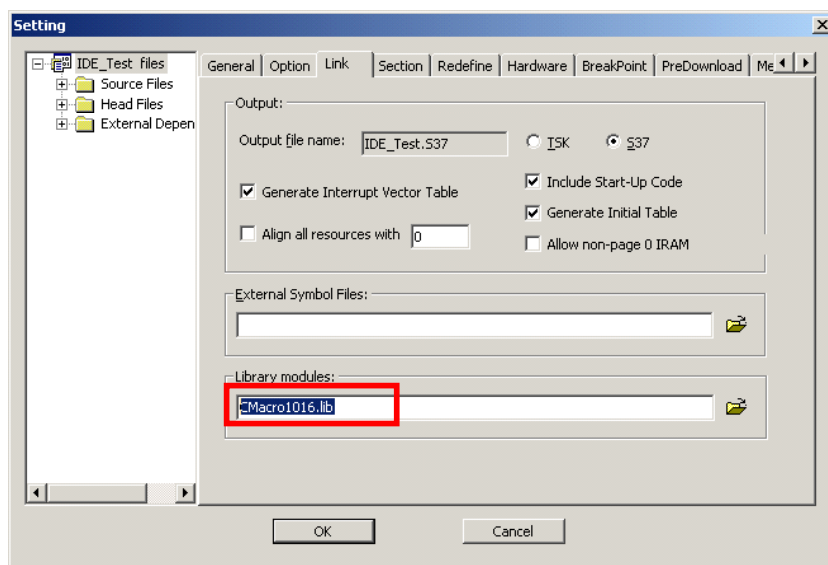 Setting
IDE_Test files
Source Files
Head Files
External Depen
General Option Link Section Redefine Hardware BreakPoint PreDownload Me
Output:
Output file name: IDE_Test.S37 TSK S37
Generate Interrupt Vector Table
Include Start-Up Code
Generate Initial Table
Align all resources with 0
Allow non-page 0 IRAM
External Symbol Files:
Library modules:
CMacro1016.lib
OK Cancel